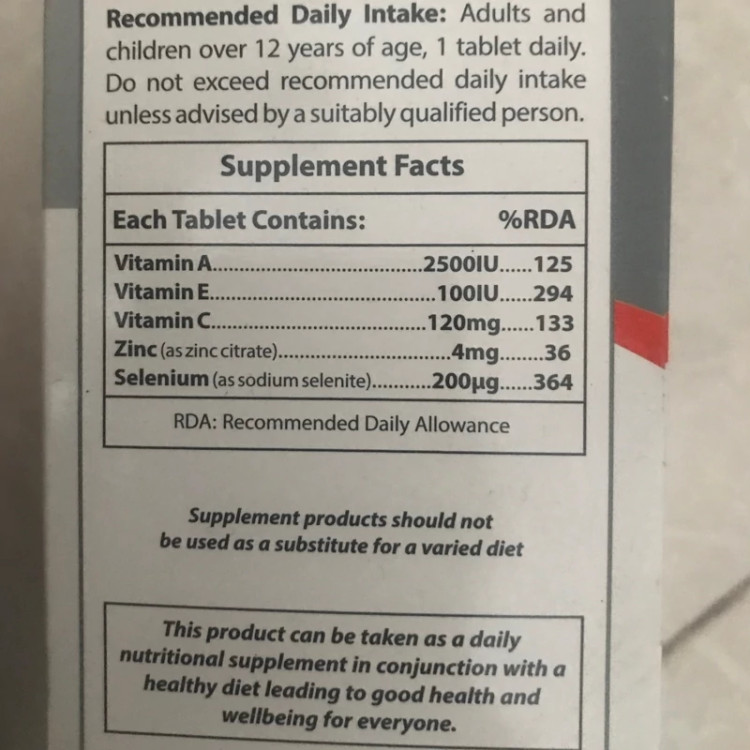 Recommended Daily Intake: Adults and
children over 12 years of age, 1 tablet daily.
Do not exceed recommended daily intake
unless advised by a suitably qualified person.
Supplement Facts
Each Tablet Contains: %RDA
Vitamin A..................................2500IU......125
Vitamin E....................................100IU......294
Vitamin C..................................120mg......133
Zinc (as zinc citrate)...........................4mg........36
Selenium (as sodium selenite)...........200µg......364
RDA: Recommended Daily Allowance
Supplement products should not
be used as a substitute for a varied diet
This product can be taken as a daily
nutritional supplement in conjunction with a
healthy diet leading to good health and
wellbeing for everyone.